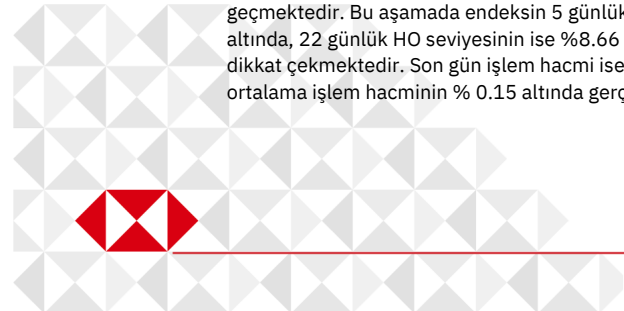 geçmektedir. Bu aşamada endeksin 5 günlük
altında, 22 günlük HO seviyesinin ise %8.66
dikkat çekmektedir. Son gün işlem hacmi ise
ortalama işlem hacminin % 0.15 altında